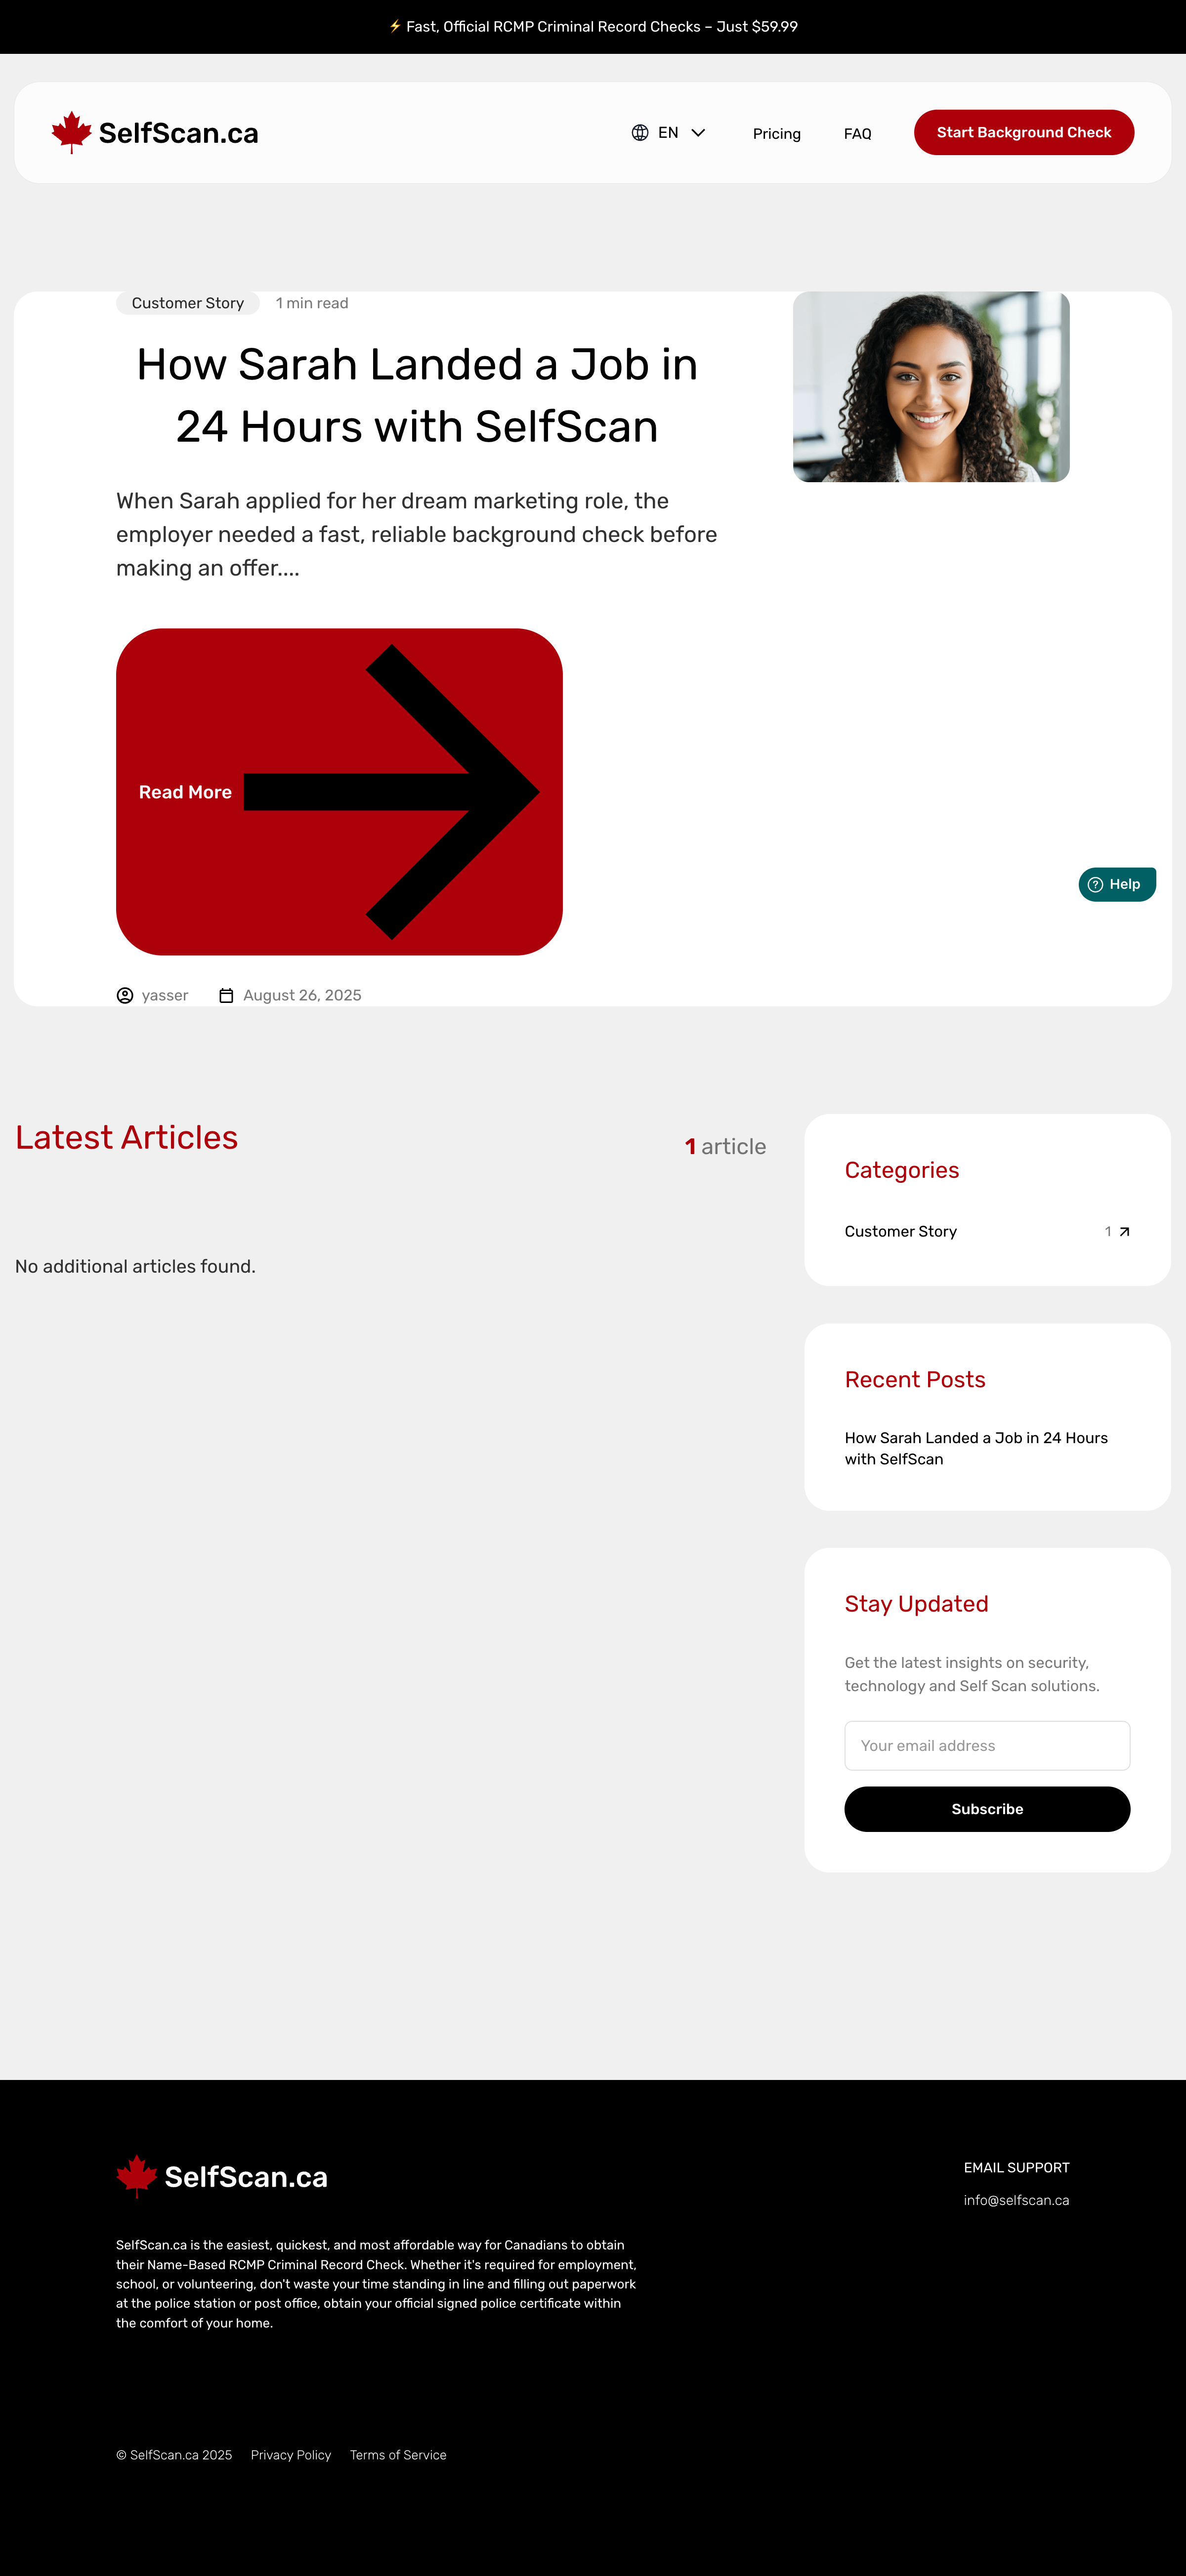 ⚡ Fast, Official RCMP Criminal Record Checks – Just $59.99
SelfScan.ca
EN
Pricing
FAQ
Start Background Check
Customer Story
1 min read
How Sarah Landed a Job in
24 Hours with SelfScan
When Sarah applied for her dream marketing role, the
employer needed a fast, reliable background check before
making an offer....
Read More
Help
yasser
August 26, 2025
Latest Articles
1 article
No additional articles found.
Categories
Customer Story
1
Recent Posts
How Sarah Landed a Job in 24 Hours
with SelfScan
Stay Updated
Get the latest insights on security,
technology and Self Scan solutions.
Your email address
Subscribe
SelfScan.ca
SelfScan.ca is the easiest, quickest, and most affordable way for Canadians to obtain
their Name-Based RCMP Criminal Record Check. Whether it's required for employment,
school, or volunteering, don't waste your time standing in line and filling out paperwork
at the police station or post office, obtain your official signed police certificate within
the comfort of your home.
EMAIL SUPPORT
info@selfscan.ca
© SelfScan.ca 2025
Privacy Policy
Terms of Service